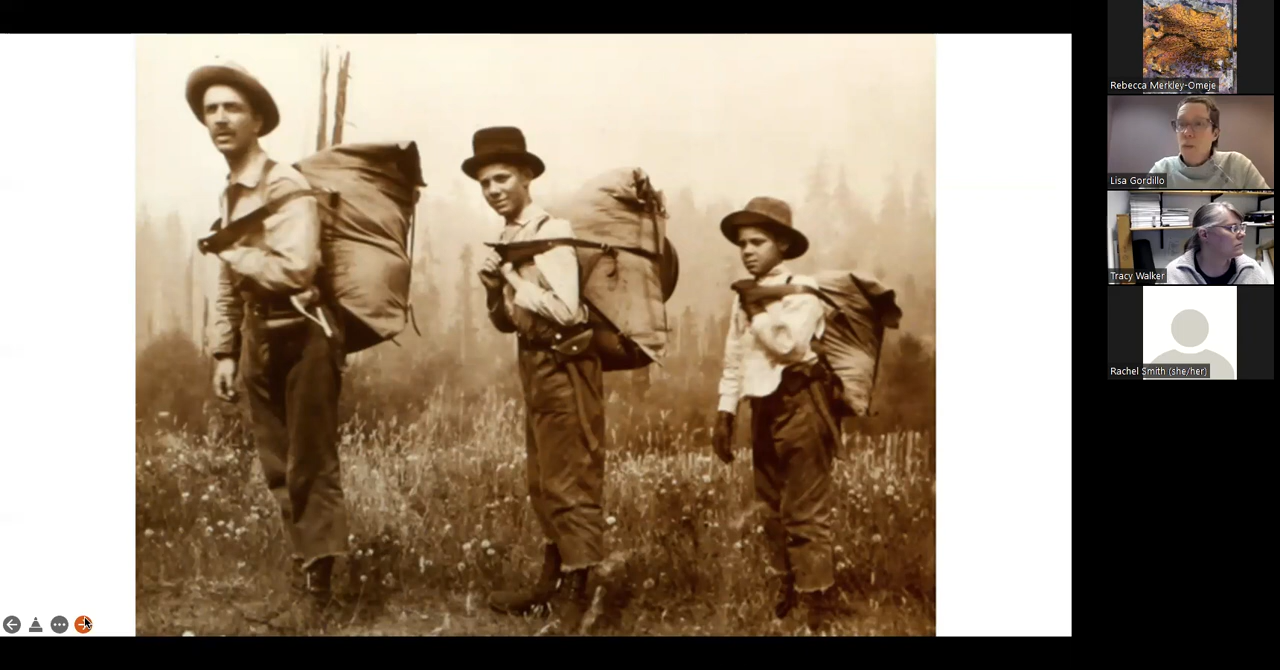 Rebecca Merkley-Omeje
Lisa Gordillo
Tracy Walker
Rachel Smith (she/her)